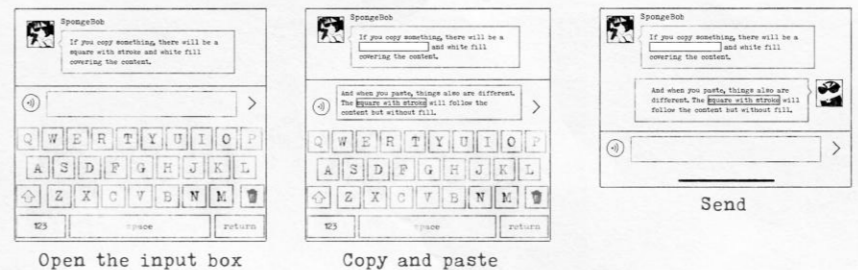 SpongeBob
If you copy something, there will be a
square with stroke and white fill
covering the content.
Q W E R T Y U I O P
A S D F G H J K L
Z X C V B N M
123 space return
Open the input box
SpongeBob
If you copy something, there will be a
and white fill
covering the content.
And when you paste, things also are different.
The square with stroke will follow the
content but without fill.
Q W E R T Y U I O P
A S D F G H J K L
Z X C V B N M
123 space return
Copy and paste
SpongeBob
If you copy something, there will be a
and white fill
covering the content.
And when you paste, things also are
different. The square with stroke will
follow the content but without fill.
Send